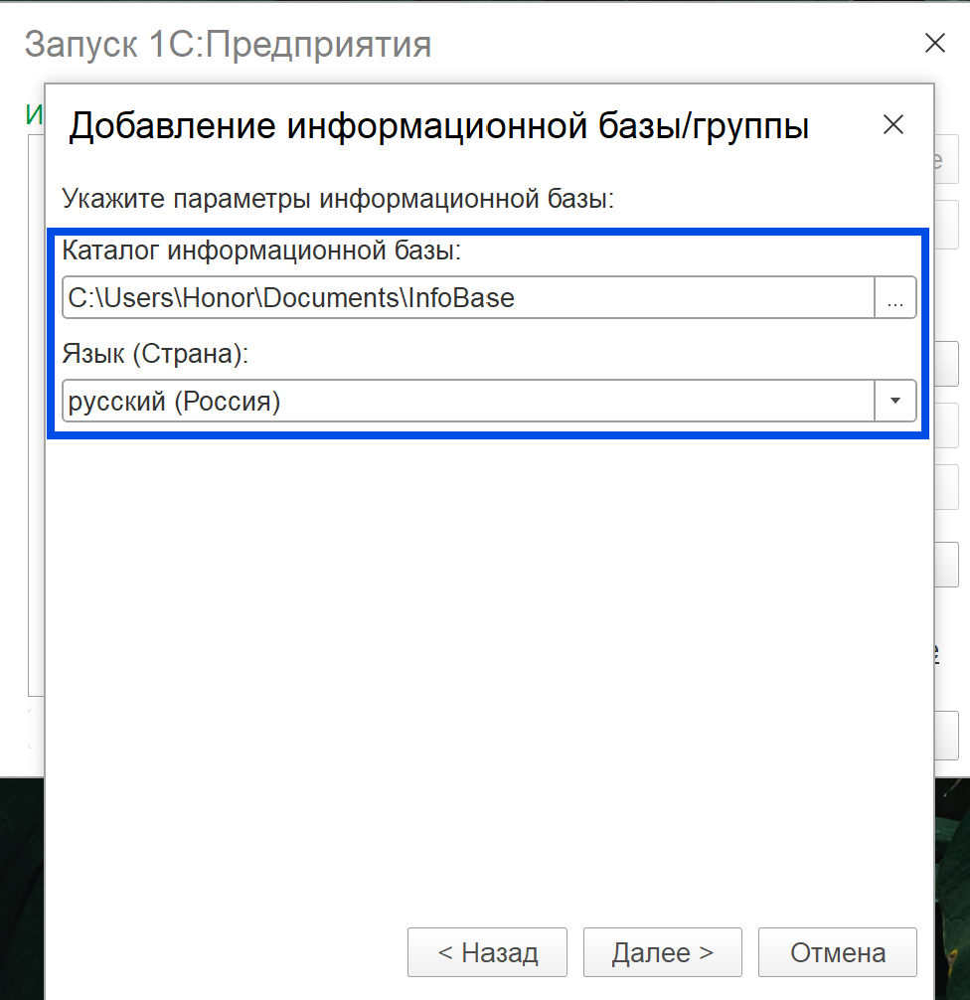 Запуск 1С:Предприятия
Добавление информационной базы/группы
Укажите параметры информационной базы:
Каталог информационной базы:
C:\Users\Honor\Documents\InfoBase
...
Язык (Страна):
русский (Россия)
< Назад
Далее >
Отмена